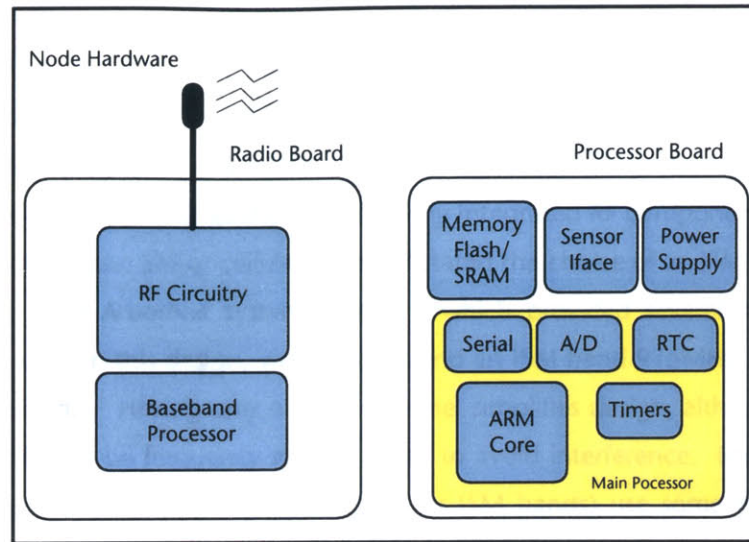 Node Hardware
Radio Board
RF Circuitry
Baseband
Processor
Processor Board
Memory
Flash/
SRAM
Sensor
Iface
Power
Supply
Serial
A/D
RTC
ARM
Core
Timers
Main Pocessor